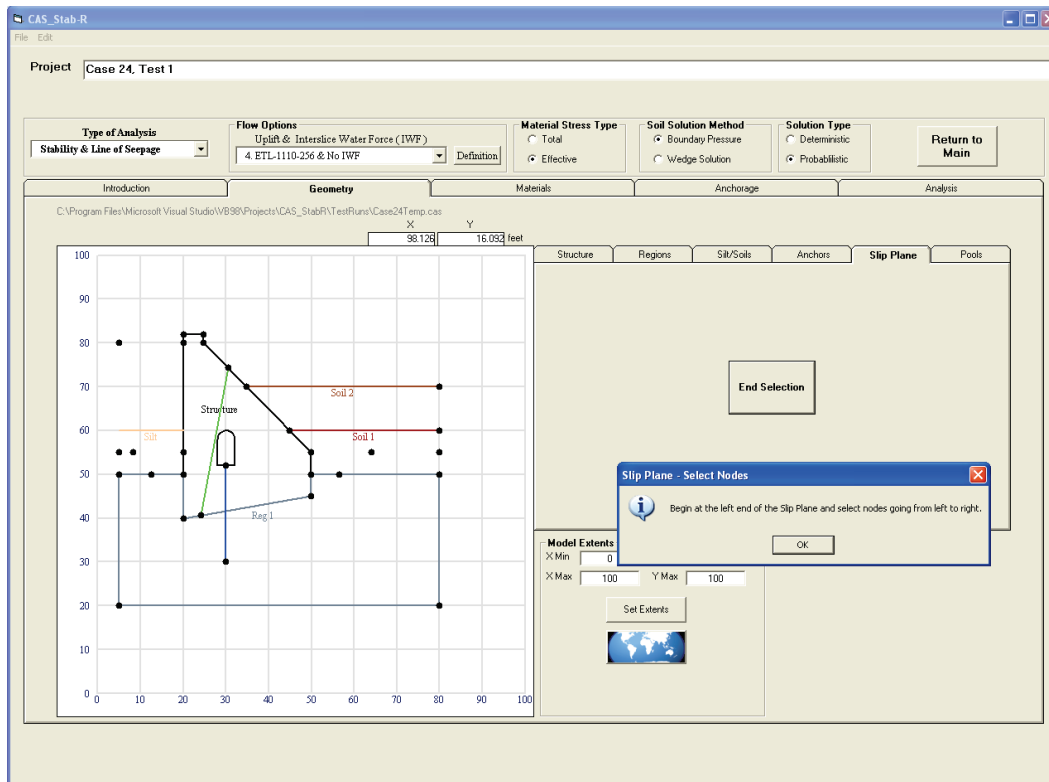 CAS_Stab-R
File Edit
Project Case 24, Test 1
Type of Analysis
Stability & Line of Seepage
Flow Options
Uplift & Interslice Water Force ( IWF )
4. ETL-1110-256 & No IWF
Definition
Material Stress Type
Total
Effective
Soil Solution Method
Boundary Pressure
Wedge Solution
Solution Type
Deterministic
Probabilistic
Return to
Main
Introduction Geometry Materials Anchorage Analysis
C:\Program Files\Microsoft Visual Studio\VB98\Projects\CAS_StabR\TestRuns\Case24Temp.cas
X Y
98.126 16.092 feet
Structure Regions Silt/Soils Anchors Slip Plane Pools
100
90
80
70
60
50
40
30
20
10
0
0 10 20 30 40 50 60 70 80 90 100
Soil 2
Structure
Silt
Soil 1
Reg 1
End Selection
Slip Plane - Select Nodes
Begin at the left end of the Slip Plane and select nodes going from left to right.
OK
Model Extents
X Min 0
X Max 100 Y Max 100
Set Extents